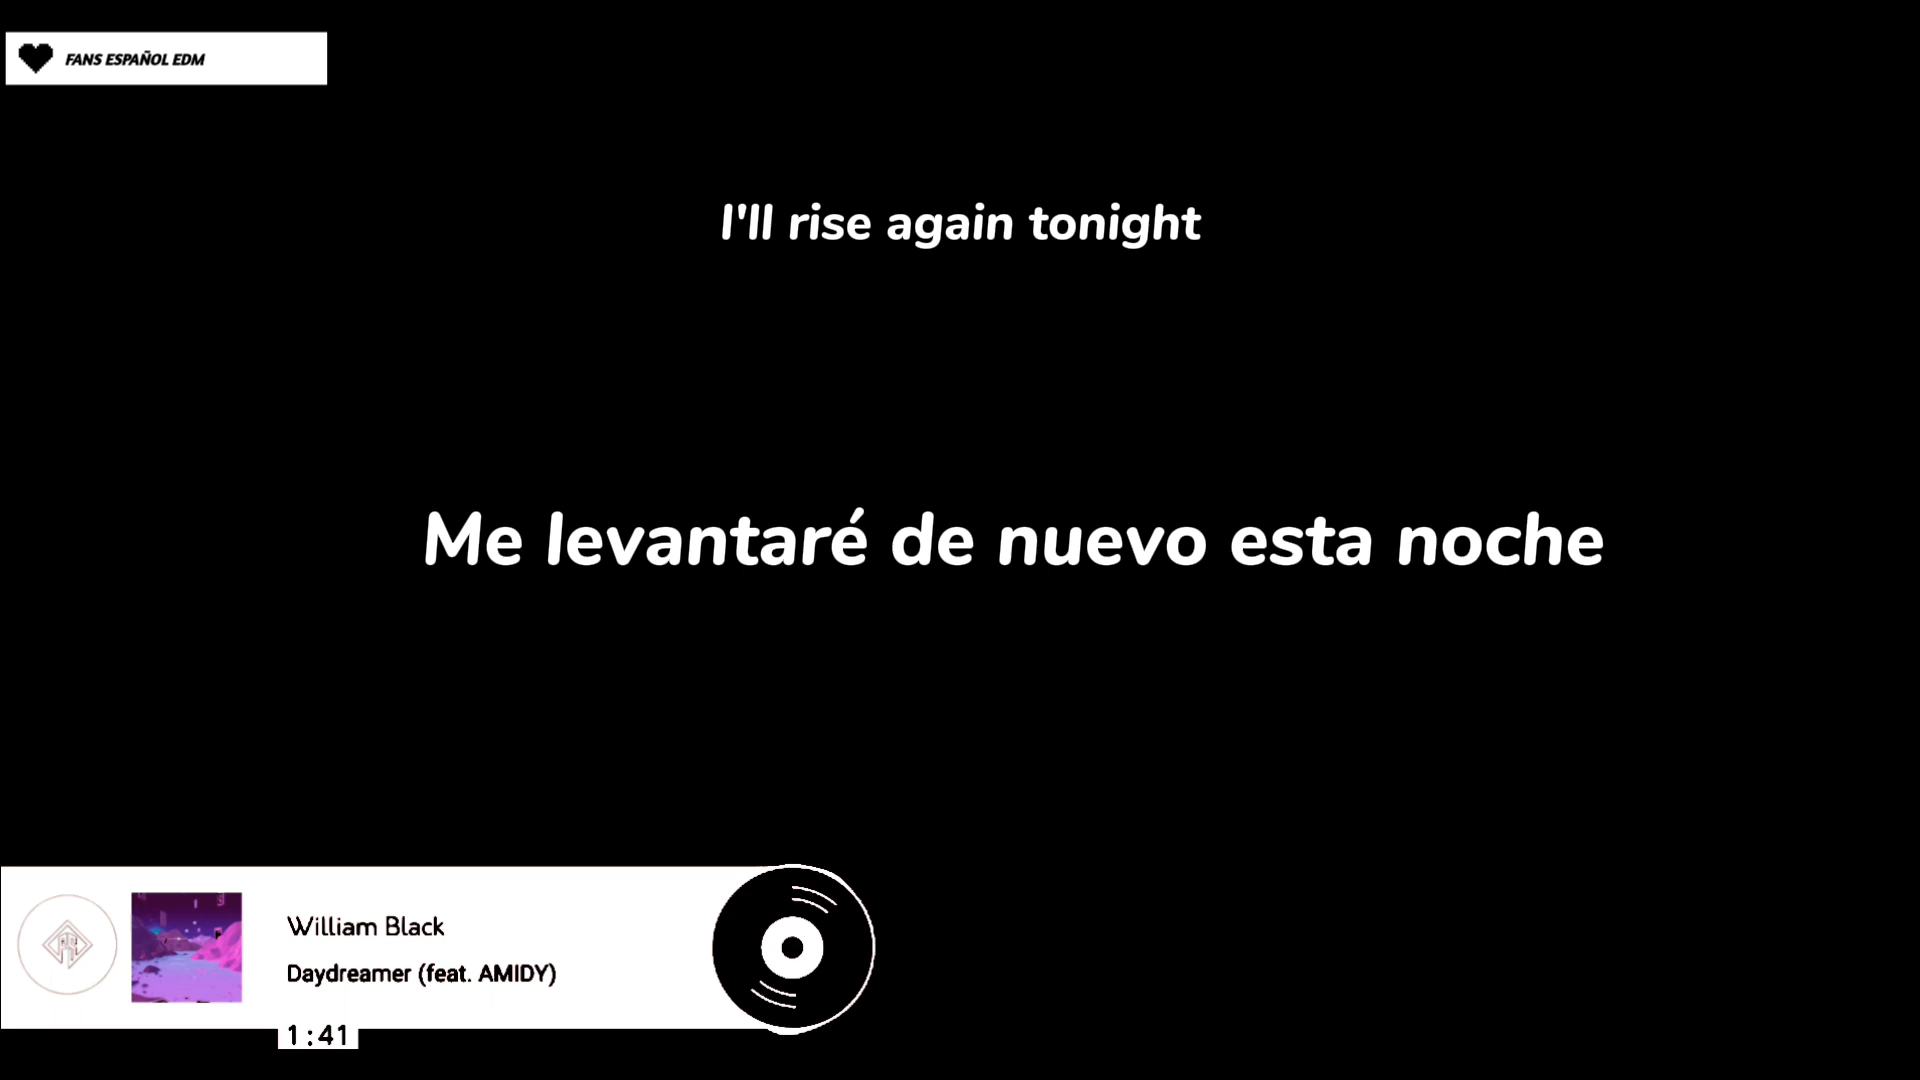 FANS ESPAÑOL EDM
I'll rise again tonight
Me levantaré de nuevo esta noche
William Black
Daydreamer (feat. AMIDY)
1:41